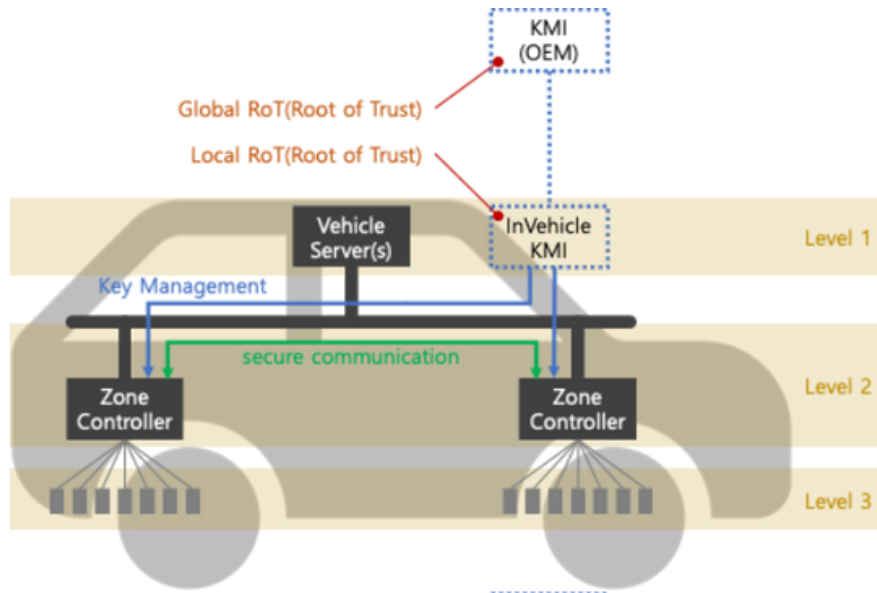 KMI
(OEM)
Global RoT(Root of Trust)
Local RoT(Root of Trust)
Vehicle
Server(s)
InVehicle
KMI
Level 1
Key Management
secure communication
Zone
Controller
Zone
Controller
Level 2
Level 3